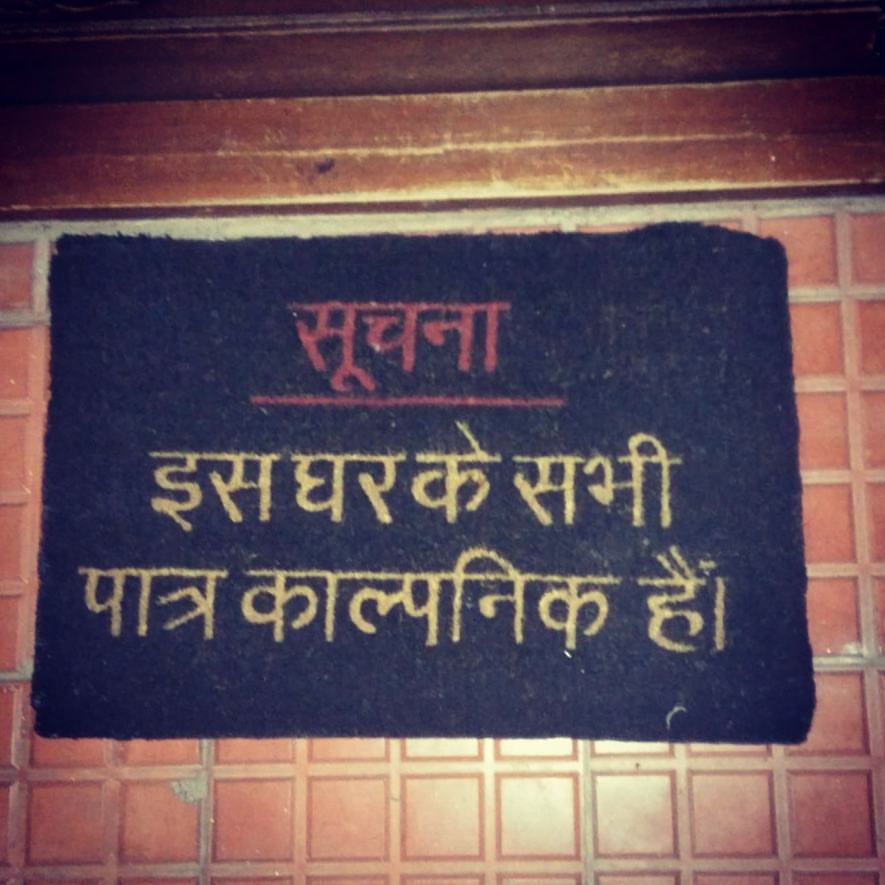 सूचना
इस घर के सभी
पात्र काल्पनिक हैं।